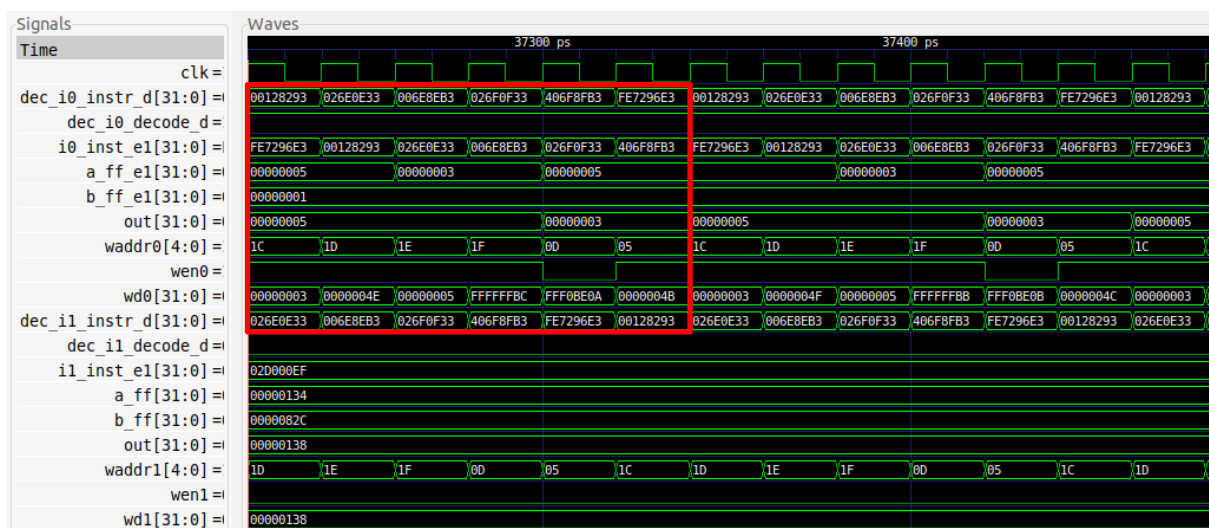 Signals Waves
Time 37300 ps 37400 ps
clk =
dec_i0_instr_d[31:0] = 00128293 026E0E33 006E8EB3 026F0F33 406F8FB3 FE7296E3 00128293 026E0E33 006E8EB3 026F0F33 406F8FB3 FE7296E3 00128293
dec_i0_decode_d =
i0_inst_e1[31:0] = FE7296E3 00128293 026E0E33 006E8EB3 026F0F33 406F8FB3 FE7296E3 00128293 026E0E33 006E8EB3 026F0F33 406F8FB3 FE7296E3
a_ff_e1[31:0] = 00000005 00000003 00000005 00000003 00000005
b_ff_e1[31:0] = 00000001
out[31:0] = 00000005 00000003 00000005 00000003 00000005
waddr0[4:0] = 1C 1D 1E 1F 0D 05 1C 1D 1E 1F 0D 05 1C
wen0 =
wd0[31:0] = 00000003 0000004E 00000005 FFFFFFBC FFF0BE0A 0000004B 00000003 0000004F 00000005 FFFFFFBB FFF0BE0B 0000004C 00000003
dec_i1_instr_d[31:0] = 026E0E33 006E8EB3 026F0F33 406F8FB3 FE7296E3 00128293 026E0E33 006E8EB3 026F0F33 406F8FB3 FE7296E3 00128293 026E0E33
dec_i1_decode_d =
i1_inst_e1[31:0] = 02D000EF
a_ff[31:0] = 00000134
b_ff[31:0] = 0000082C
out[31:0] = 00000138
waddr1[4:0] = 1D 1E 1F 0D 05 1C 1D 1E 1F 0D 05 1C 1D
wen1 =
wd1[31:0] = 00000138